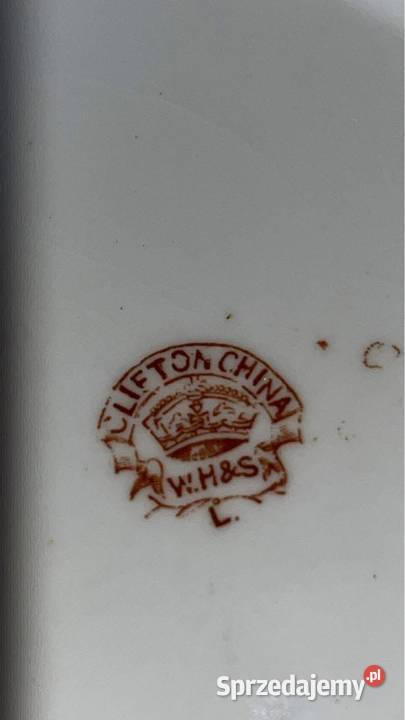 CLIFTON CHINA
W.H&S
L.
Sprzedajemy.pl